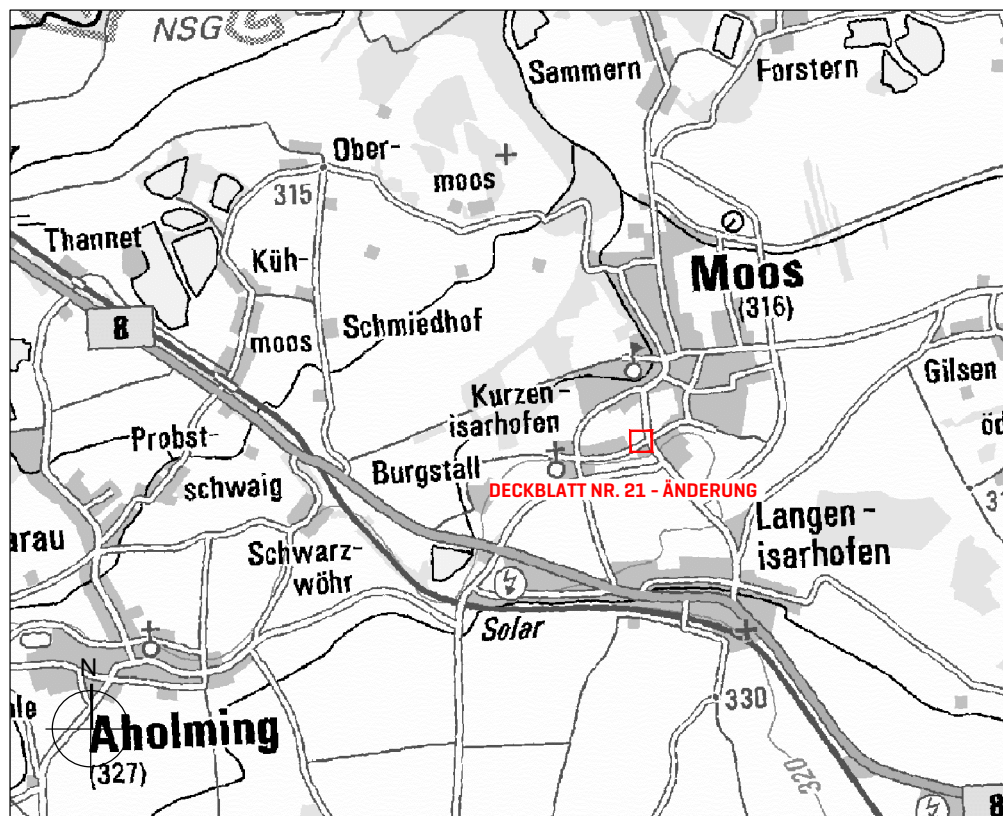 NSG
Sammern
Forstern
Ober-
moos
315
Thannet
Küh-
moos
Moos
(316)
8
Schmiedhof
Gilsen
Kurzen-
isarhofen
Probst-
schwaig
Burgstall
DECKBLATT NR. 21 - ÄNDERUNG
Langen-
isarhofen
arau
Schwarz-
wöhr
Solar
N
Aholming
(327)
330
320
8